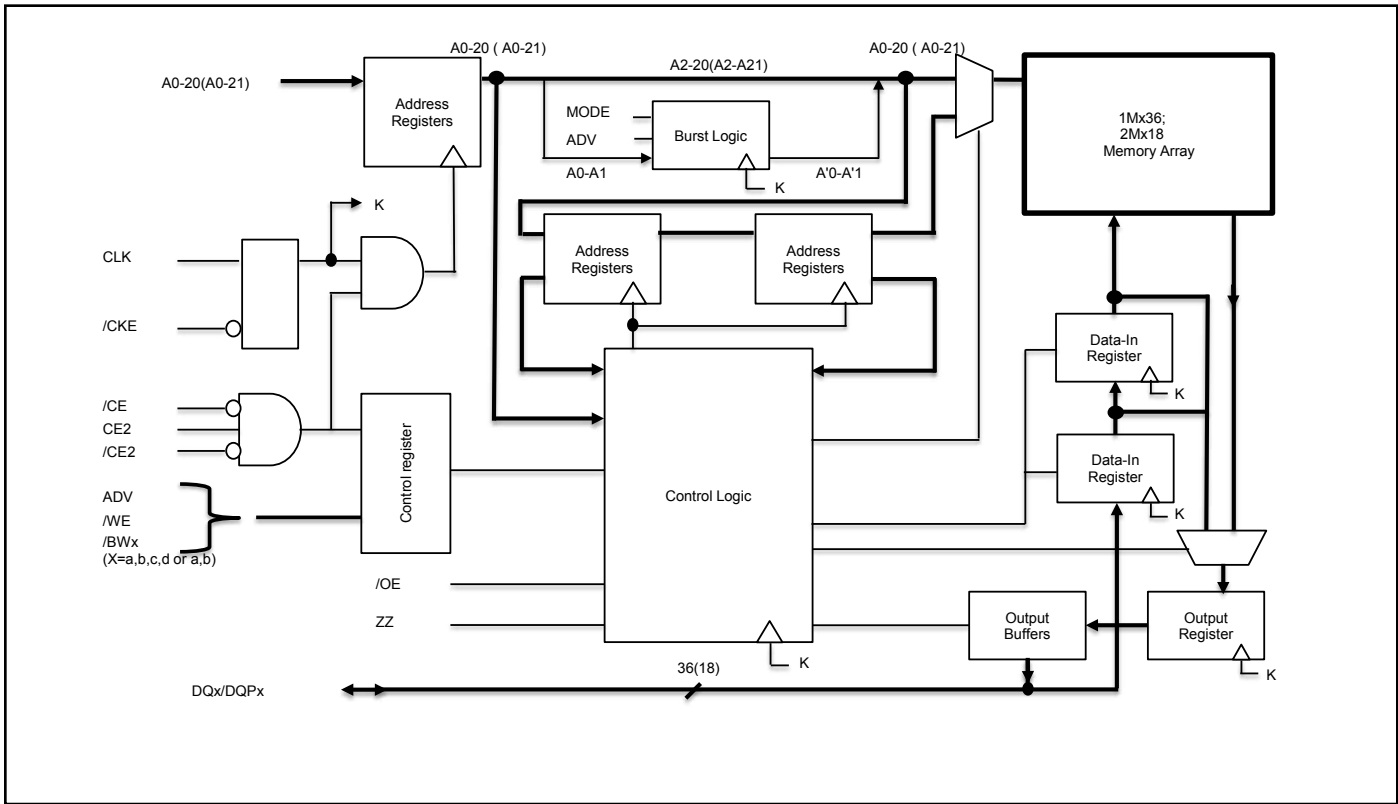 A0-20 ( A0-21)
A2-20(A2-A21)
A0-20 ( A0-21)
A0-20(A0-21)
Address
Registers
MODE
ADV
A0-A1
Burst Logic
K
A'0-A'1
1Mx36;
2Mx18
Memory Array
K
CLK
/CKE
Address
Registers
Address
Registers
Data-In
Register
K
/CE
CE2
/CE2
Control register
Control Logic
K
Data-In
Register
K
ADV
/WE
/BWx
(X=a,b,c,d or a,b)
/OE
ZZ
Output
Buffers
Output
Register
K
36(18)
DQx/DQPx